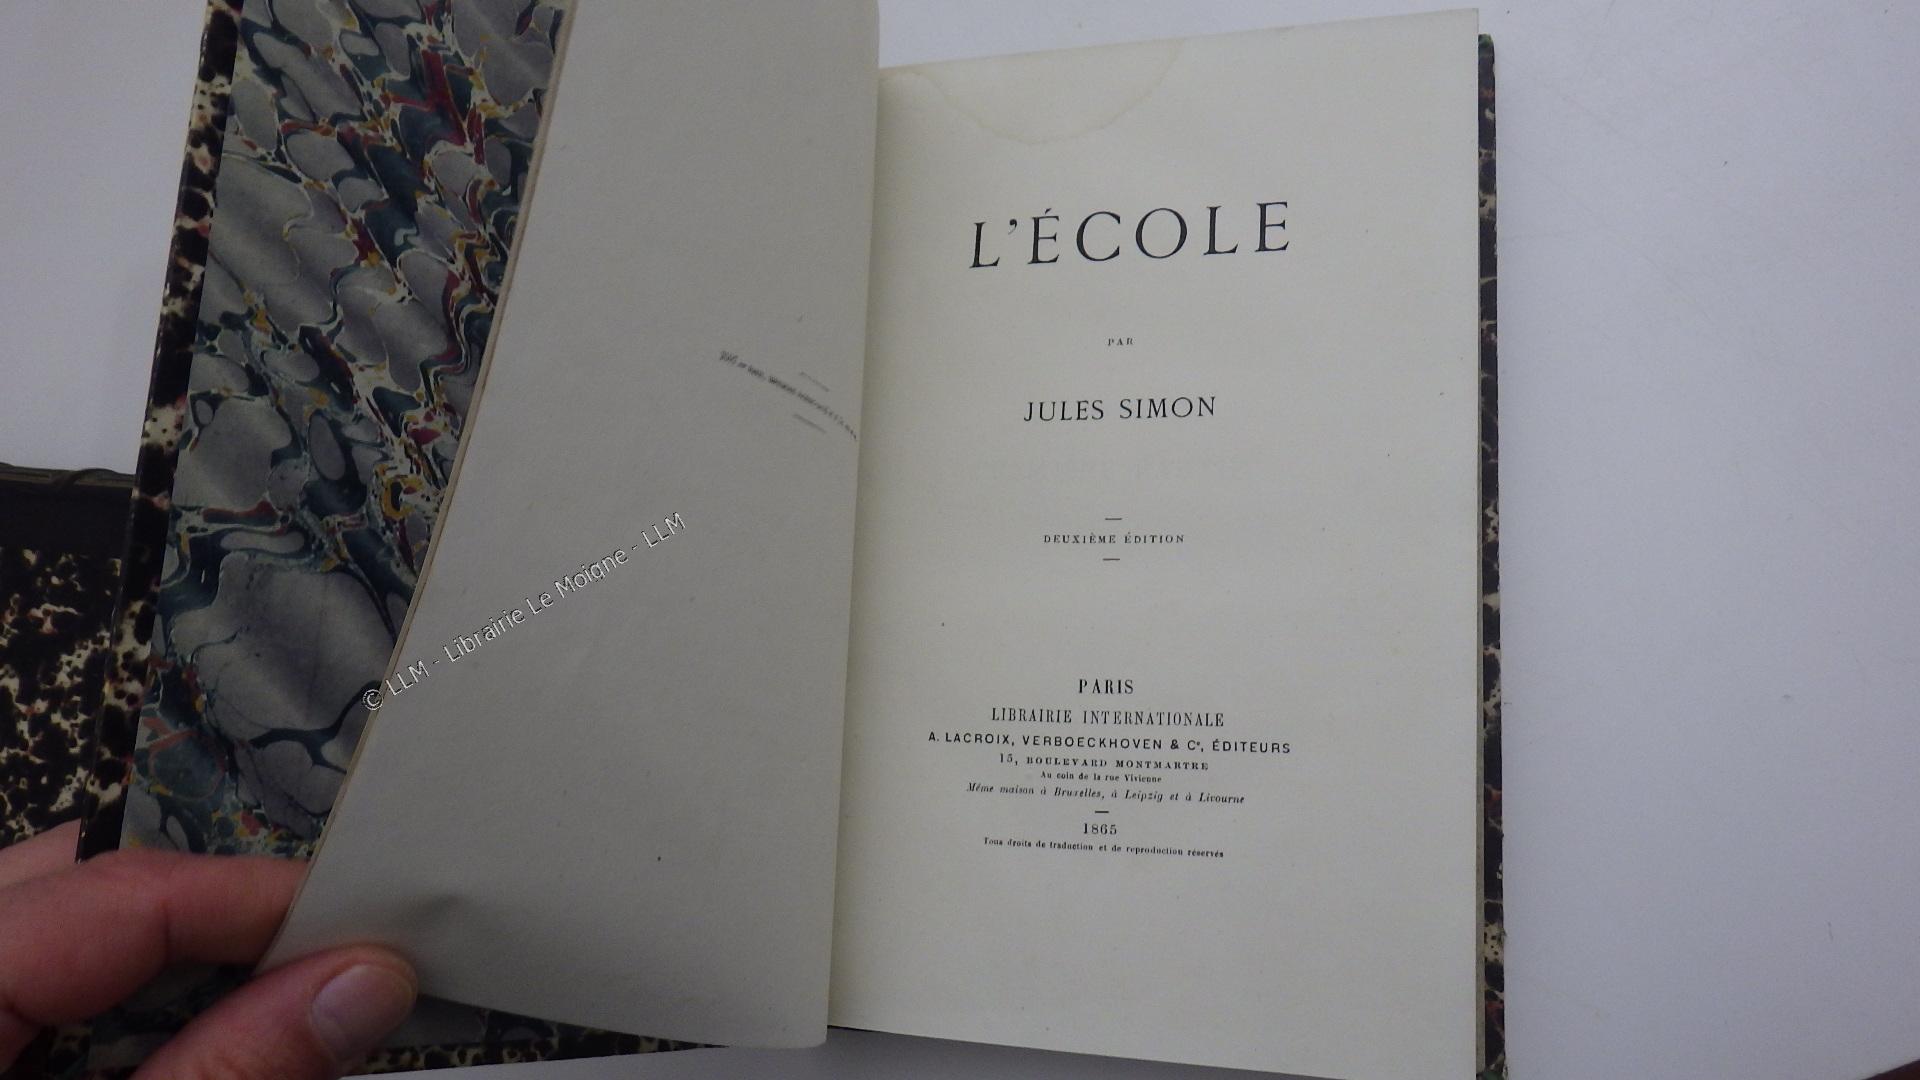 © LLM - Librairie Le Moigne - LLM
L'ÉCOLE
PAR
JULES SIMON
DEUXIÈME ÉDITION
PARIS
LIBRAIRIE INTERNATIONALE
A. LACROIX, VERBOECKHOVEN & Cᵉ, ÉDITEURS
15, BOULEVARD MONTMARTRE
Au coin de la rue Vivienne
Même maison à Bruxelles, à Leipzig et à Livourne
1865
Tous droits de traduction et de reproduction réservés